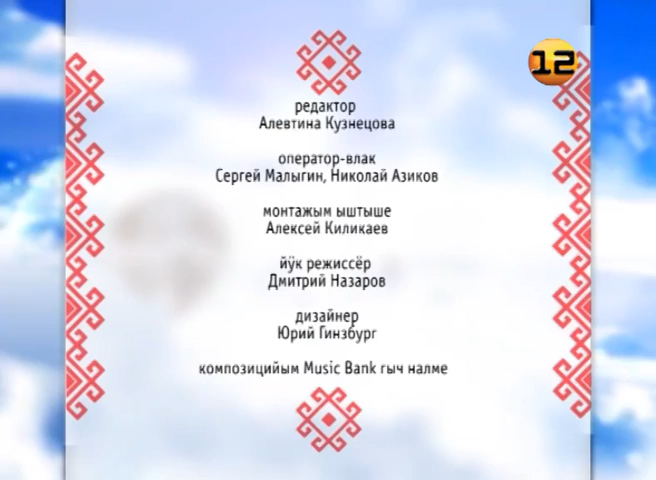 12
редактор
Алевтина Кузнецова
оператор-влак
Сергей Малыгин, Николай Азиков
монтажым ыштыше
Алексей Киликаев
йӱк режиссёр
Дмитрий Назаров
дизайнер
Юрий Гинзбург
композицийым Music Bank гыч налме